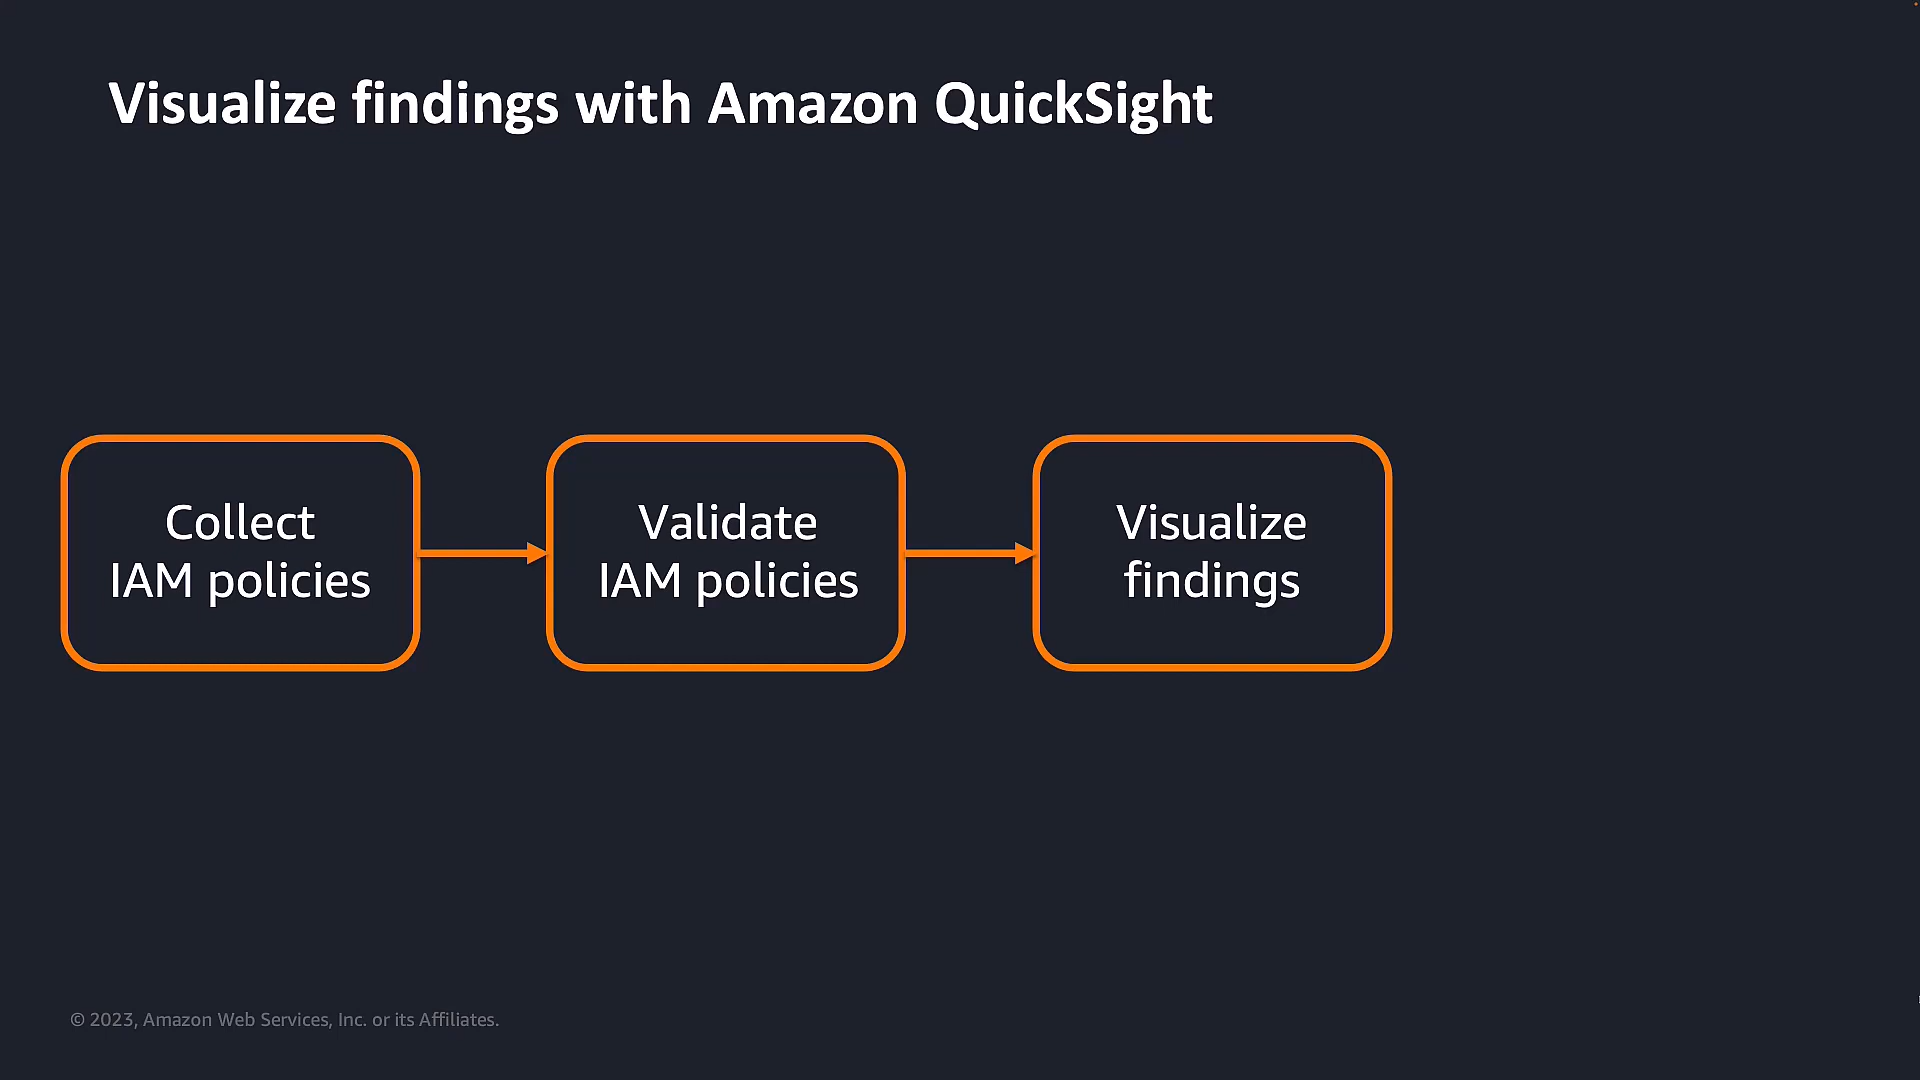 Visualize findings with Amazon QuickSight
Collect
IAM policies
Validate
IAM policies
Visualize
findings
© 2023, Amazon Web Services, Inc. or its Affiliates.